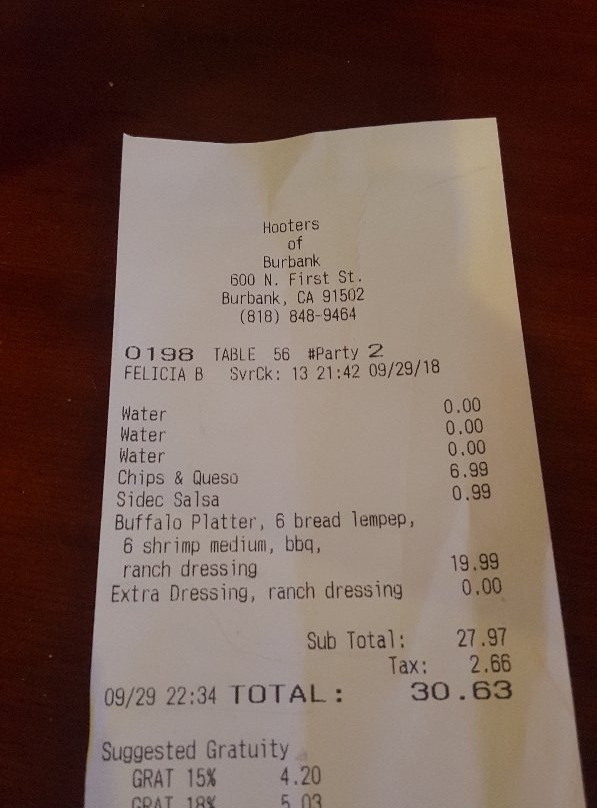 Hooters
of
Burbank
600 N. First St.
Burbank, CA 91502
(818) 848-9464
0198 TABLE 56 #Party 2
FELICIA B SvrCk: 13 21:42 09/29/18
Water 0.00
Water 0.00
Water 0.00
Chips & Queso 6.99
Sidec Salsa 0.99
Buffalo Platter, 6 bread lempep,
6 shrimp medium, bbq,
ranch dressing 19.99
Extra Dressing, ranch dressing 0.00
Sub Total: 27.97
Tax: 2.66
09/29 22:34 TOTAL: 30.63
Suggested Gratuity
GRAT 15% 4.20
GRAT 18% 5.03